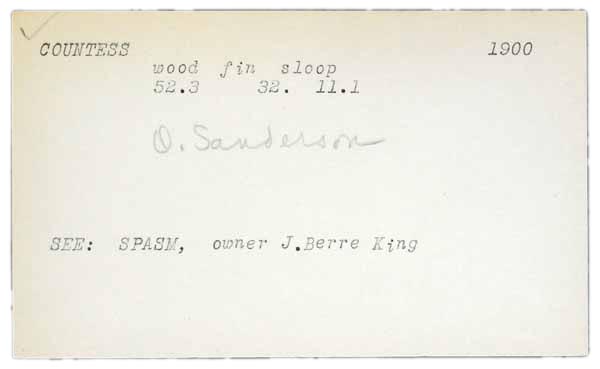 COUNTESS 1900
wood fin sloop
52.3 32. 11.1
O. Sanderson
SEE: SPASM, owner J.Berre King